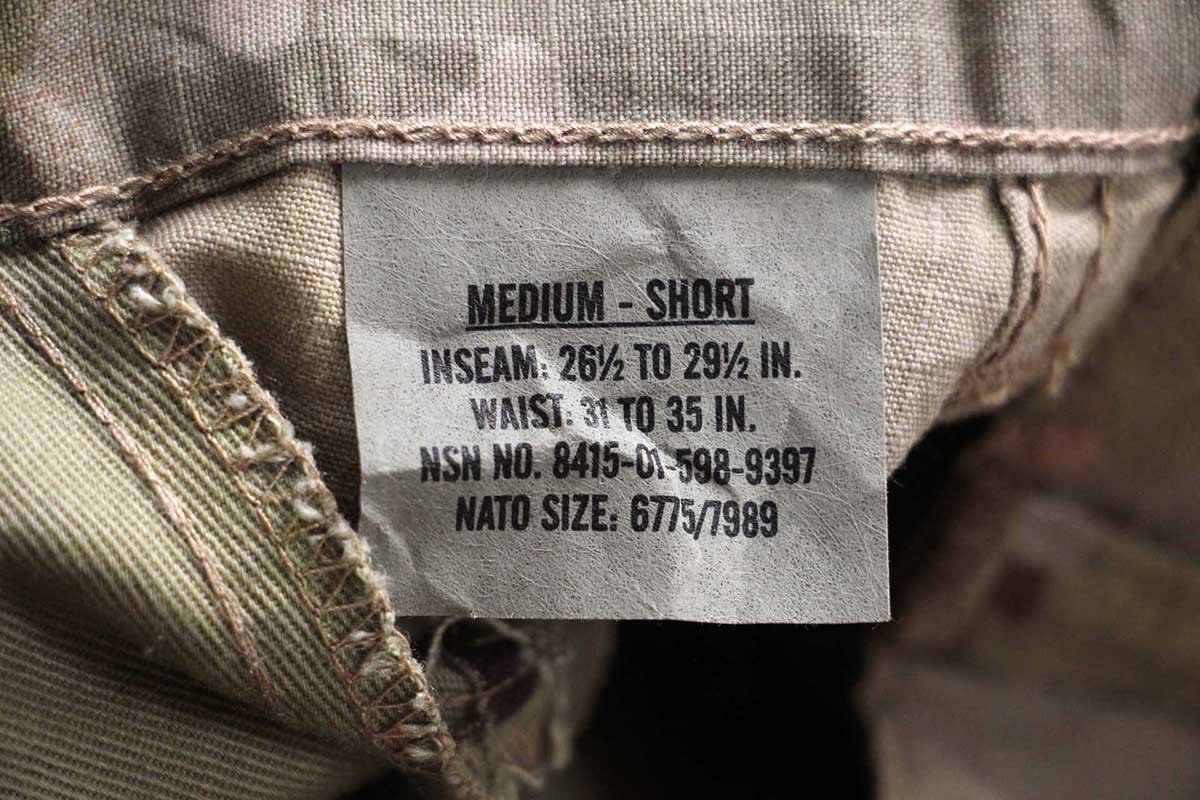 MEDIUM - SHORT
INSEAM: 26½ TO 29½ IN.
WAIST: 31 TO 35 IN.
NSN NO. 8415-01-598-9397
NATO SIZE: 6775/7989